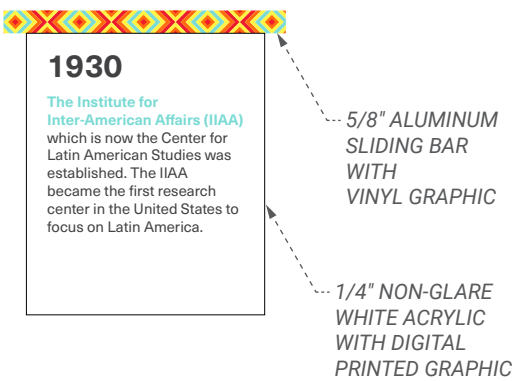 1930
The Institute for
Inter-American Affairs (IIAA)
which is now the Center for
Latin American Studies was
established. The IIAA
became the first research
center in the United States to
focus on Latin America.
5/8" ALUMINUM
SLIDING BAR
WITH
VINYL GRAPHIC
1/4" NON-GLARE
WHITE ACRYLIC
WITH DIGITAL
PRINTED GRAPHIC